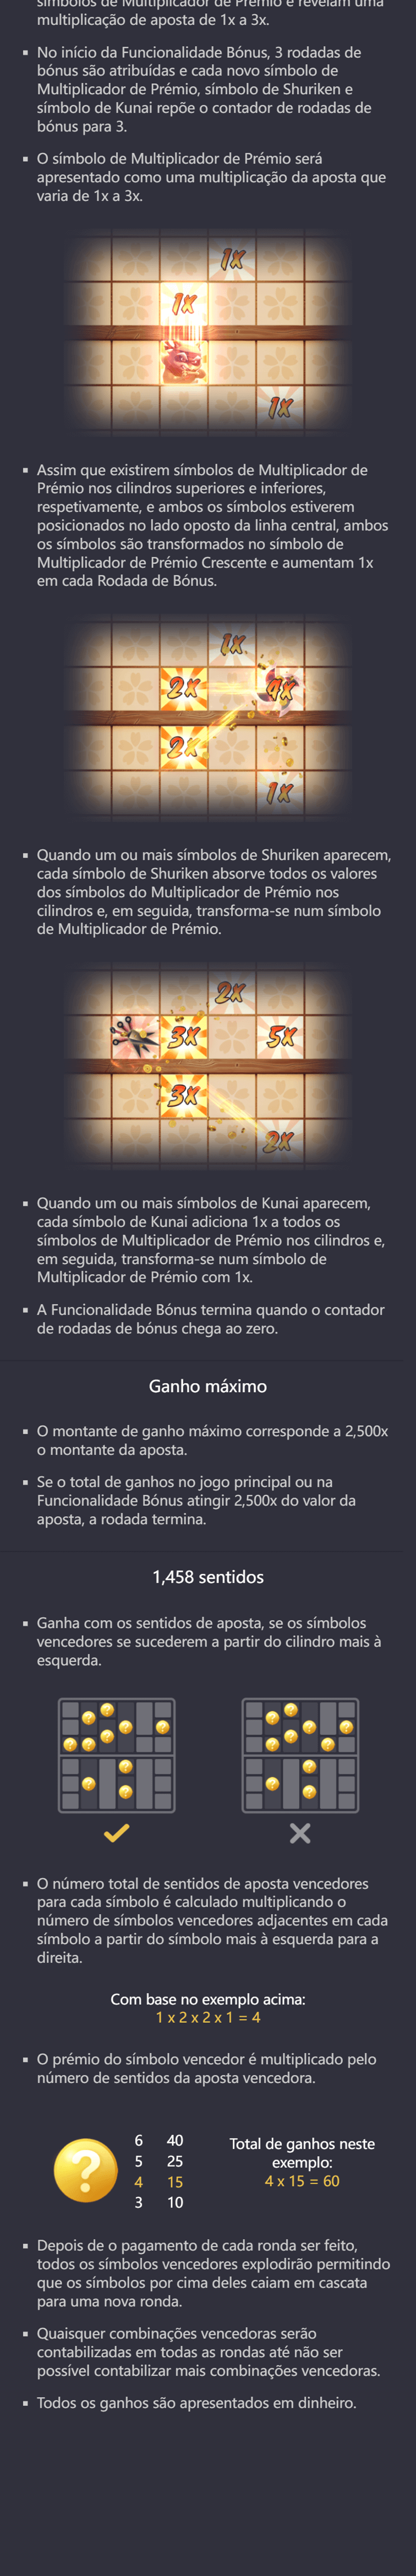 símbolos de Multiplicador de Prémio e revelam uma
multiplicação de aposta de 1x a 3x.
No início da Funcionalidade Bónus, 3 rodadas de
bónus são atribuídas e cada novo símbolo de
Multiplicador de Prémio, símbolo de Shuriken e
símbolo de Kunai repõe o contador de rodadas de
bónus para 3.
O símbolo de Multiplicador de Prémio será
apresentado como uma multiplicação da aposta que
varia de 1x a 3x.
1x
1x
1x
Assim que existirem símbolos de Multiplicador de
Prémio nos cilindros superiores e inferiores,
respetivamente, e ambos os símbolos estiverem
posicionados no lado oposto da linha central, ambos
os símbolos são transformados no símbolo de
Multiplicador de Prémio Crescente e aumentam 1x
em cada Rodada de Bónus.
1x
2x 4x
2x
1x
Quando um ou mais símbolos de Shuriken aparecem,
cada símbolo de Shuriken absorve todos os valores
dos símbolos do Multiplicador de Prémio nos
cilindros e, em seguida, transforma-se num símbolo
de Multiplicador de Prémio.
2x
3x 5x
3x
2x
Quando um ou mais símbolos de Kunai aparecem,
cada símbolo de Kunai adiciona 1x a todos os
símbolos de Multiplicador de Prémio nos cilindros e,
em seguida, transforma-se num símbolo de
Multiplicador de Prémio com 1x.
A Funcionalidade Bónus termina quando o contador
de rodadas de bónus chega ao zero.
Ganho máximo
O montante de ganho máximo corresponde a 2,500x
o montante da aposta.
Se o total de ganhos no jogo principal ou na
Funcionalidade Bónus atingir 2,500x do valor da
aposta, a rodada termina.
1,458 sentidos
Ganha com os sentidos de aposta, se os símbolos
vencedores se sucederem a partir do cilindro mais à
esquerda.
O número total de sentidos de aposta vencedores
para cada símbolo é calculado multiplicando o
número de símbolos vencedores adjacentes em cada
símbolo a partir do símbolo mais à esquerda para a
direita.
Com base no exemplo acima:
1 x 2 x 2 x 1 = 4
O prémio do símbolo vencedor é multiplicado pelo
número de sentidos da aposta vencedora.
?
6 40
5 25
4 15
3 10
Total de ganhos neste
exemplo:
4 x 15 = 60
Depois de o pagamento de cada ronda ser feito,
todos os símbolos vencedores explodirão permitindo
que os símbolos por cima deles caiam em cascata
para uma nova ronda.
Quaisquer combinações vencedoras serão
contabilizadas em todas as rondas até não ser
possível contabilizar mais combinações vencedoras.
Todos os ganhos são apresentados em dinheiro.